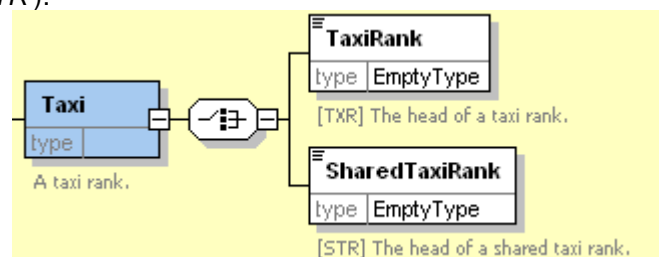 Taxi
type
A taxi rank.
TaxiRank
type EmptyType
[TXR] The head of a taxi rank.
SharedTaxiRank
type EmptyType
[STR] The head of a shared taxi rank.